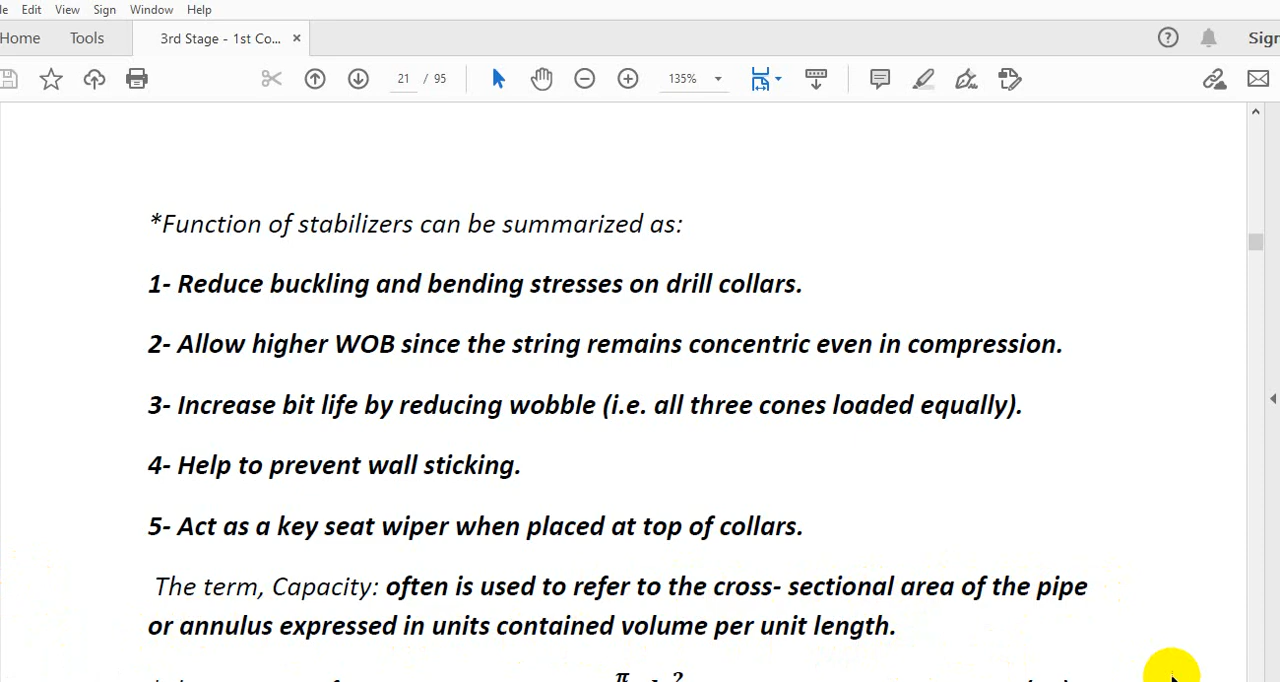 le Edit View Sign Window Help
Home Tools 3rd Stage - 1st Co... × Sign
21 / 95 135%
*Function of stabilizers can be summarized as:
1- Reduce buckling and bending stresses on drill collars.
2- Allow higher WOB since the string remains concentric even in compression.
3- Increase bit life by reducing wobble (i.e. all three cones loaded equally).
4- Help to prevent wall sticking.
5- Act as a key seat wiper when placed at top of collars.
The term, Capacity: often is used to refer to the cross- sectional area of the pipe
or annulus expressed in units contained volume per unit length.